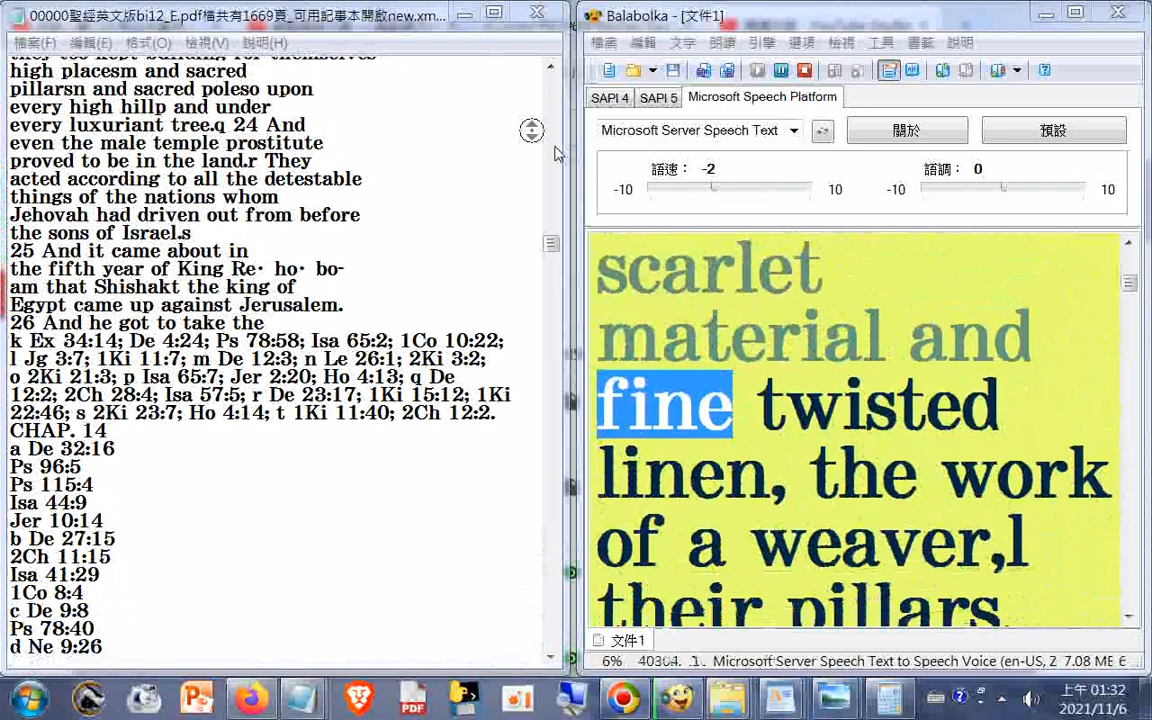 00000聖經英文版bi12_E.pdf檔共有1669頁_可用記事本開啟new.xm...
檔案(F) 編輯(E) 格式(O) 檢視(V) 說明(H)
they too kept building for themselves
high placesm and sacred
pillarsn and sacred poleso upon
every high hillp and under
every luxuriant tree.q 24 And
even the male temple prostitute
proved to be in the land.r They
acted according to all the detestable
things of the nations whom
Jehovah had driven out from before
the sons of Israel.s
25 And it came about in
the fifth year of King Re· ho· bo-
am that Shishakt the king of
Egypt came up against Jerusalem.
26 And he got to take the
k Ex 34:14; De 4:24; Ps 78:58; Isa 65:2; 1Co 10:22;
l Jg 3:7; 1Ki 11:7; m De 12:3; n Le 26:1; 2Ki 3:2;
o 2Ki 21:3; p Isa 65:7; Jer 2:20; Ho 4:13; q De
12:2; 2Ch 28:4; Isa 57:5; r De 23:17; 1Ki 15:12; 1Ki
22:46; s 2Ki 23:7; Ho 4:14; t 1Ki 11:40; 2Ch 12:2.
CHAP. 14
a De 32:16
Ps 96:5
Ps 115:4
Isa 44:9
Jer 10:14
b De 27:15
2Ch 11:15
Isa 41:29
1Co 8:4
c De 9:8
Ps 78:40
d Ne 9:26
Balabolka - [文件1]
檔案 編輯 文字 朗讀 引擎 選項 檢視 工具 書籤 說明
SAPI 4 SAPI 5 Microsoft Speech Platform
Microsoft Server Speech Text 關於 預設
語速： -2 語調： 0
-10 10 -10 10
scarlet
material and
fine twisted
linen, the work
of a weaver,l
their pillars,
文件1
6% Microsoft Server Speech Text to Speech Voice (en-US, Z 7.08 MB 6
PDF
上午 01:32
2021/11/6